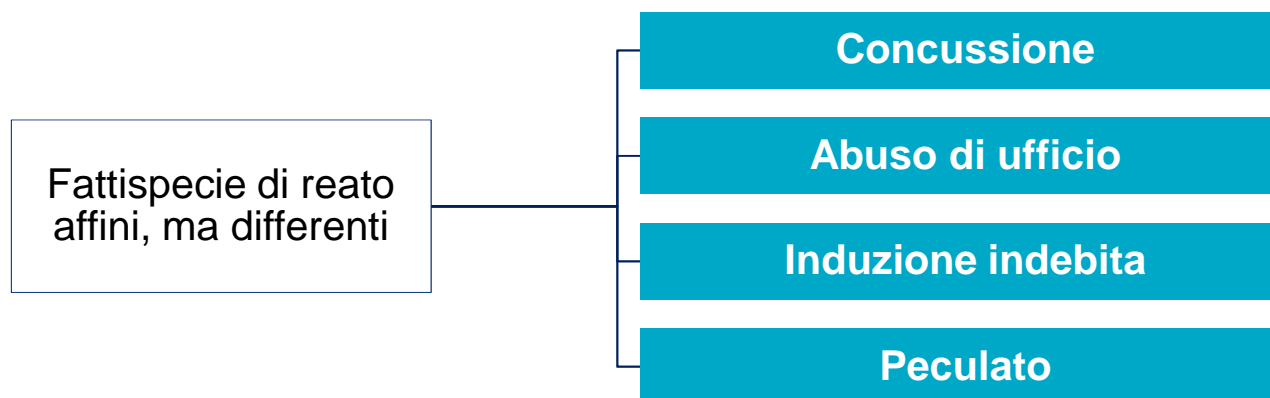 Fattispecie di reato
affini, ma differenti
Concussione
Abuso di ufficio
Induzione indebita
Peculato